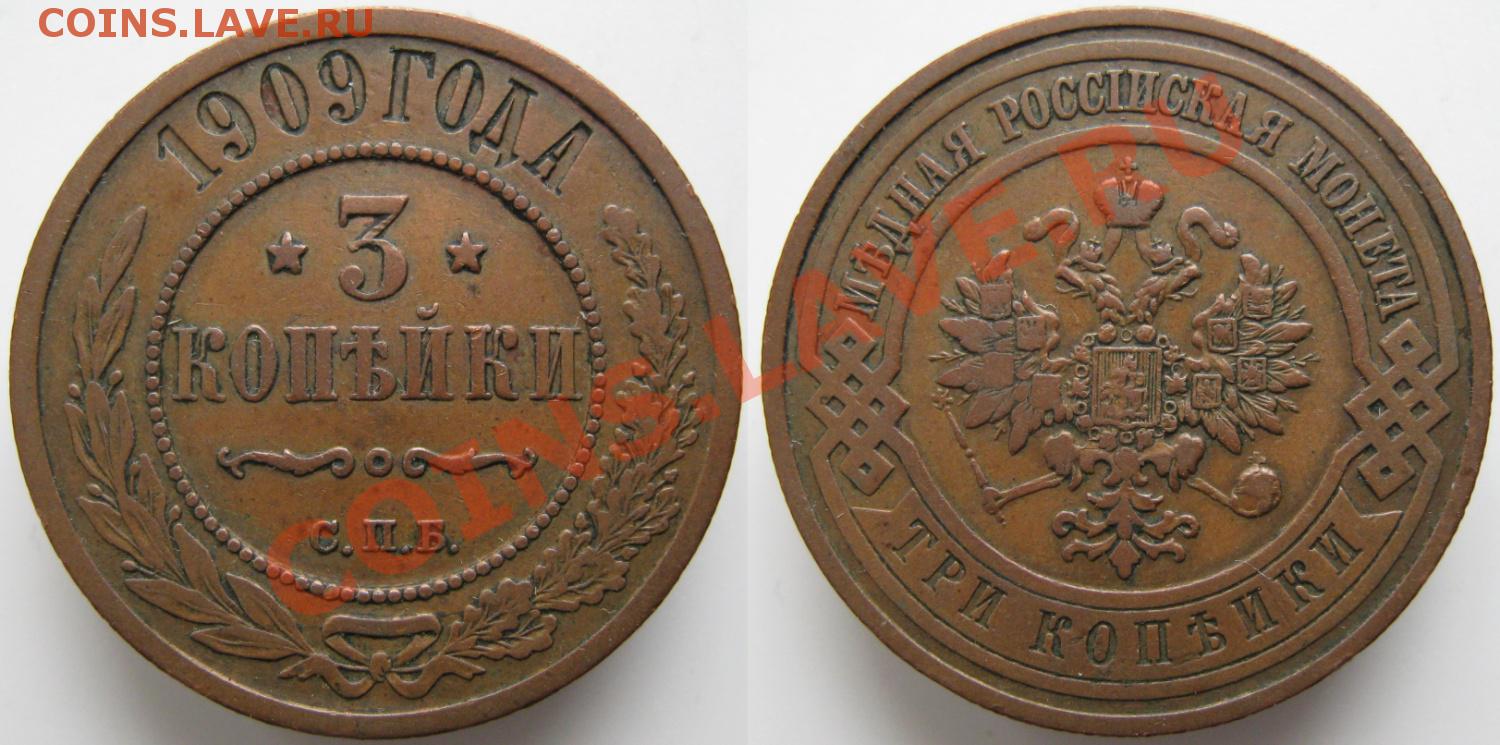 COINS.LAVE.RU
1909 ГОДА
3
КОПѢЙКИ
С.П.Б.
МѢДНАЯ РОССІЙСКАЯ МОНЕТА
ТРИ КОПѢЙКИ
COINS.LAVE.RU